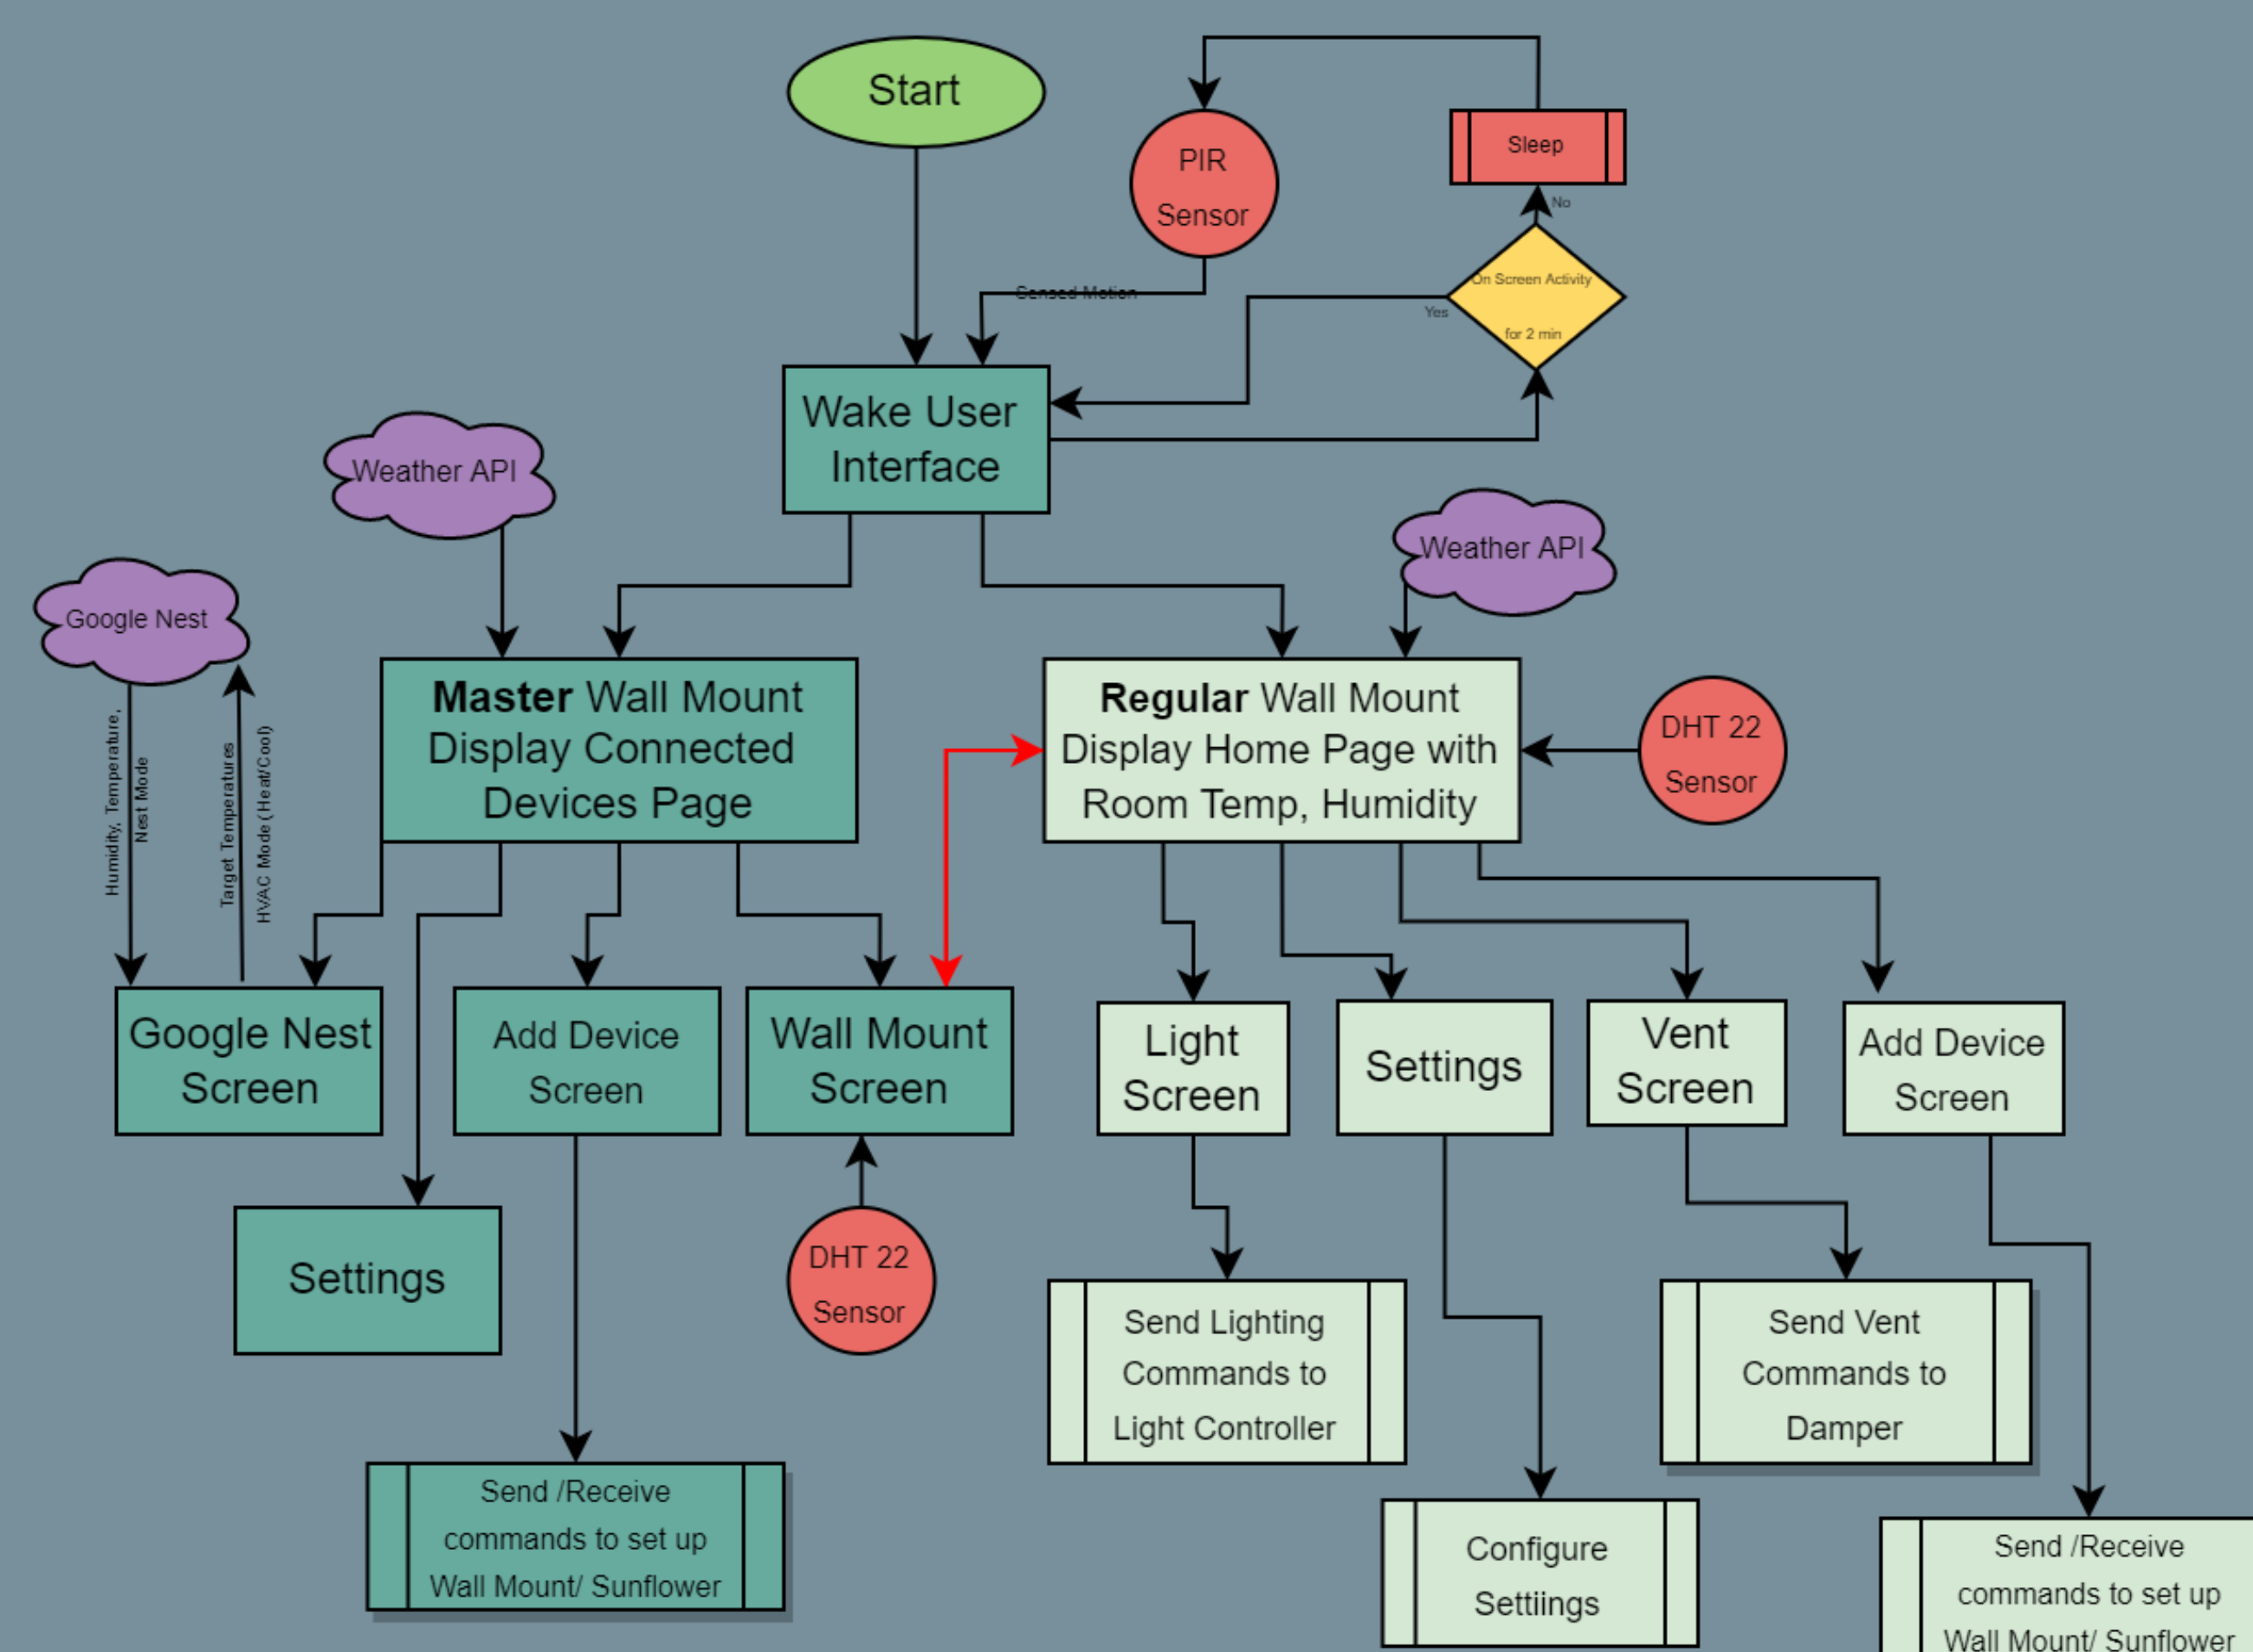 Start
PIR
Sensor
Sleep
No
On Screen Activity
for 2 min
Yes
Sensed Motion
Wake User
Interface
Weather API
Weather API
Google Nest
Humidity, Temperature,
Nest Mode
Target Temperatures
HVAC Mode (Heat/Cool)
Master Wall Mount
Display Connected
Devices Page
Regular Wall Mount
Display Home Page with
Room Temp, Humidity
DHT 22
Sensor
Google Nest
Screen
Add Device
Screen
Wall Mount
Screen
Light
Screen
Settings
Vent
Screen
Add Device
Screen
Settings
DHT 22
Sensor
Send Lighting
Commands to
Light Controller
Send Vent
Commands to
Damper
Send /Receive
commands to set up
Wall Mount/ Sunflower
Configure
Settiings
Send /Receive
commands to set up
Wall Mount/ Sunflower